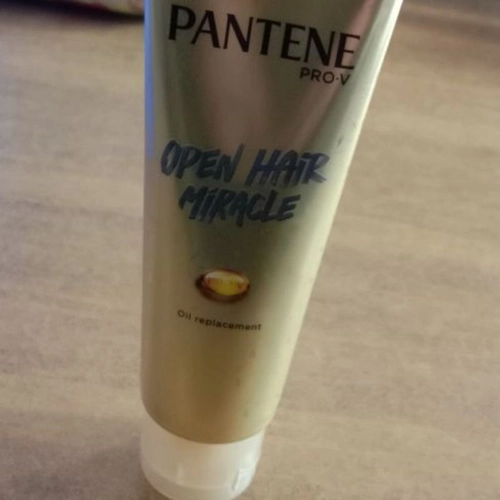 PANTENE
PRO-V
OPEN HAiR
MiRACLE
Oil replacement